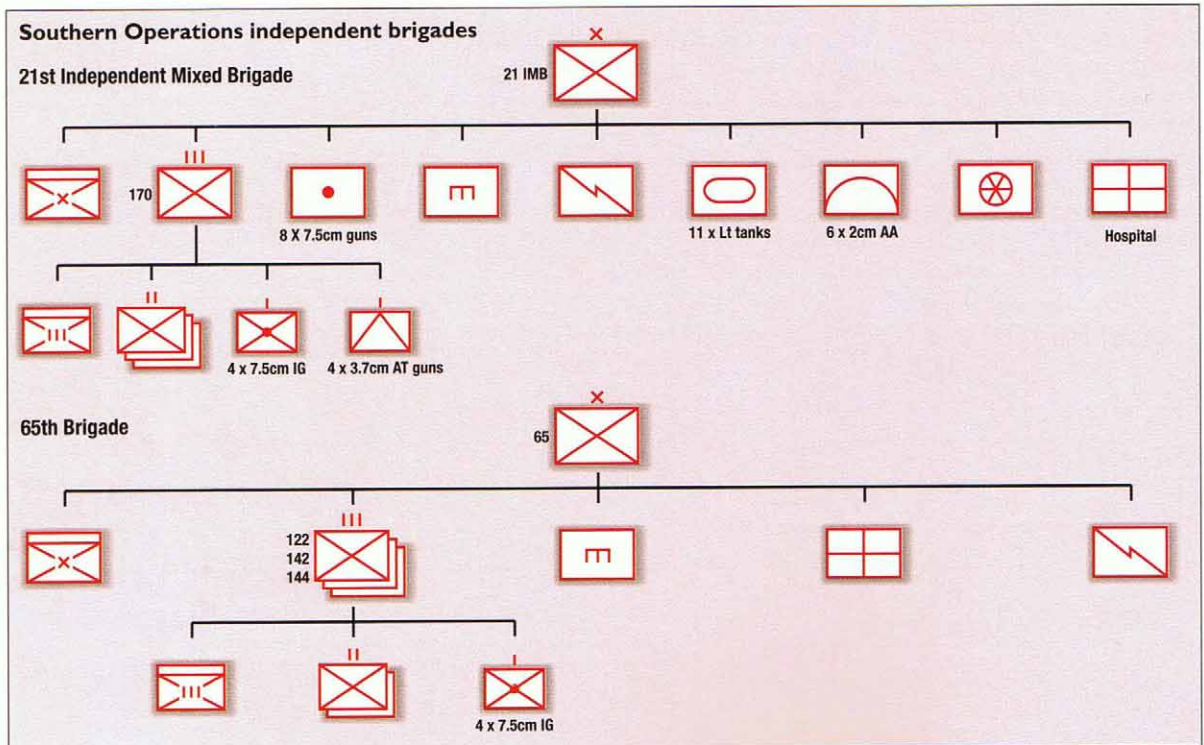 Southern Operations independent brigades
21st Independent Mixed Brigade
21 IMB
170
8 X 7.5cm guns
11 x Lt tanks
6 x 2cm AA
Hospital
4 x 7.5cm IG
4 x 3.7cm AT guns
65th Brigade
65
122
142
144
4 x 7.5cm IG